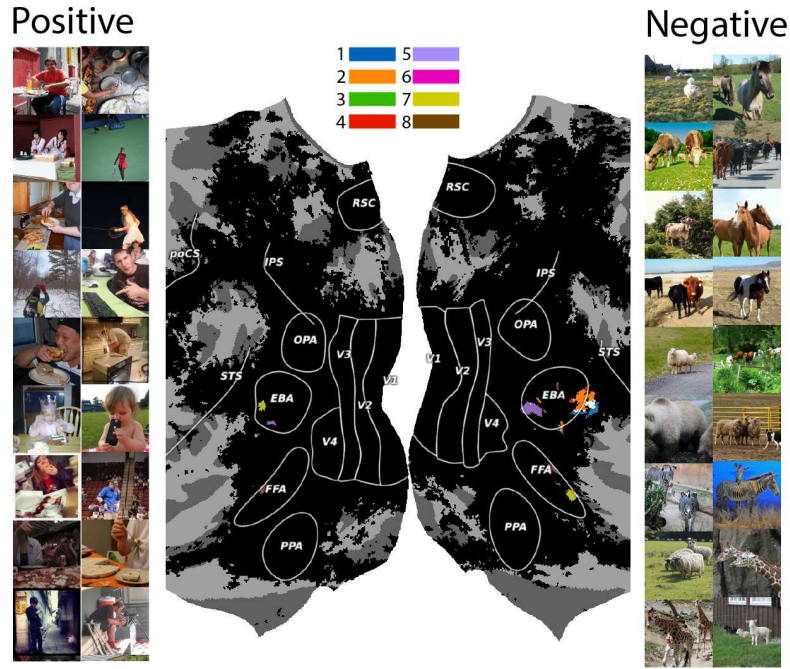 Positive
Negative
1 5
2 6
3 7
4 8
RSC
RSC
poCS
IPS
IPS
OPA
OPA
V3
V1
V1
V3
V2
V2
STS
STS
EBA
EBA
V4
V4
FFA
FFA
PPA
PPA